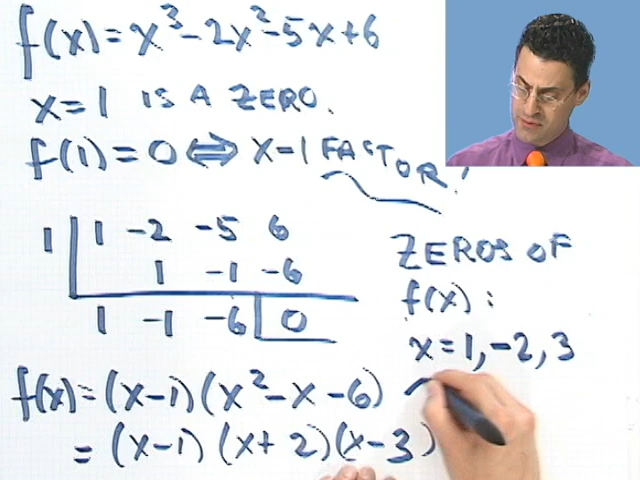 f(x)=x³-2x²-5x+6
x=1 IS A ZERO.
f(1)=0⇔x=1 FACTOR!
1 | 1 -2 -5 6
1 -1 -6
1 -1 -6 | 0
ZEROS OF
f(x):
x=1,-2,3
f(x)=(x-1)(x²-x-6)
=(x-1)(x+2)(x-3)